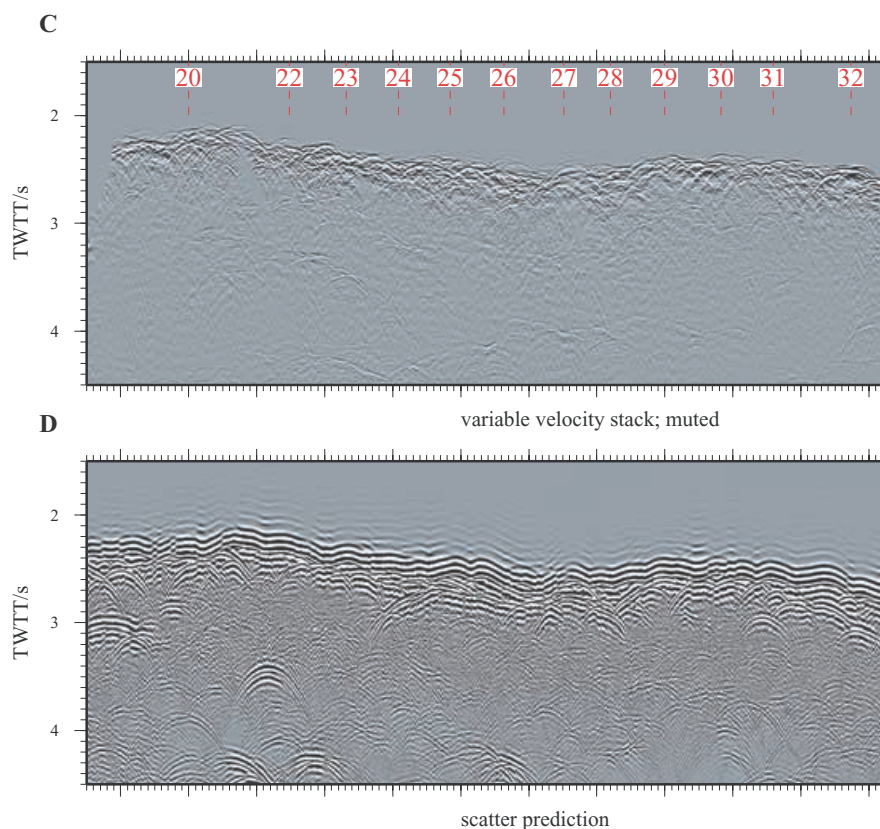 C
20 22 23 24 25 26 27 28 29 30 31 32
2
3
4
TWTT/s
variable velocity stack; muted
D
2
3
4
TWTT/s
scatter prediction